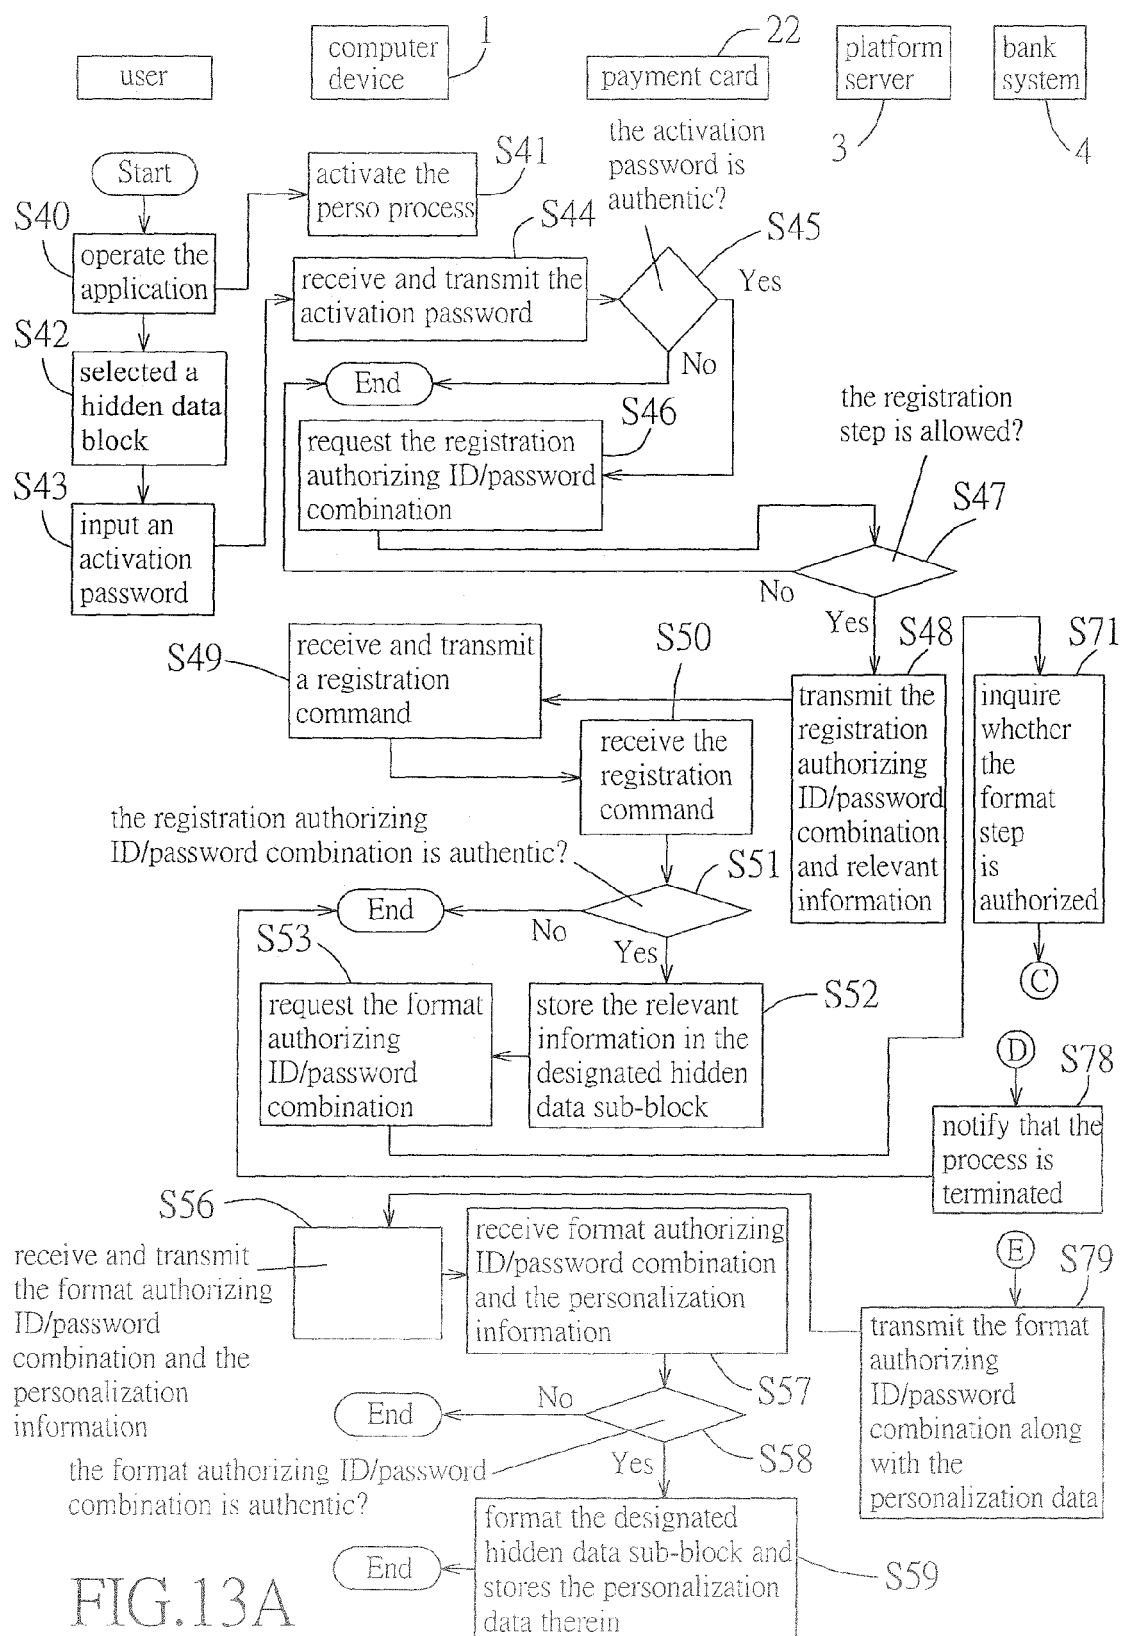 user
computer
device
1
payment card
22
platform
server
3
bank
system
4
Start
S40
operate the
application
activate the
perso process
S41
the activation
password is
authentic?
S42
selected a
hidden data
block
S44
receive and transmit the
activation password
S45
Yes
No
End
S43
input an
activation
password
S46
request the registration
authorizing ID/password
combination
the registration
step is allowed?
S47
No
Yes
S49
receive and transmit
a registration
command
S50
receive the
registration
command
S48
transmit the
registration
authorizing
ID/password
combination
and relevant
information
S71
inquire
whether
the
format
step
is
authorized
C
the registration authorizing
ID/password combination is authentic?
S51
End
No
Yes
S53
request the format
authorizing
ID/password
combination
store the relevant
information in the
designated hidden
data sub-block
S52
D
S78
notify that the
process is
terminated
S56
receive and transmit
the format authorizing
ID/password
combination and the
personalization
information
receive format authorizing
ID/password combination
and the personalization
information
S57
E
S79
transmit the format
authorizing
ID/password
combination along
with the
personalization data
End
No
S58
Yes
the format authorizing ID/password
combination is authentic?
End
format the designated
hidden data sub-block and
stores the personalization
data therein
S59
FIG.13A